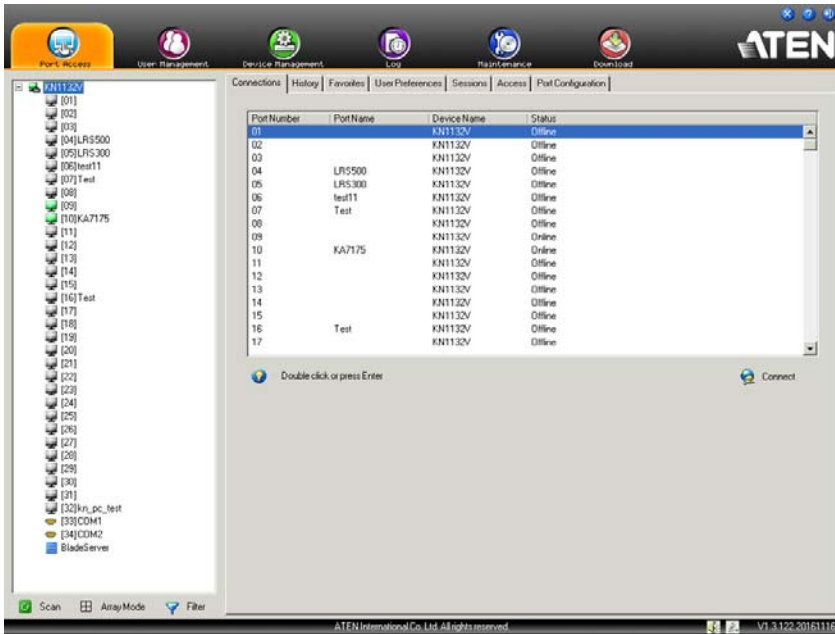 ATEN
Port Access User Management Device Management Log Maintenance Download
Connections History Favorites User Preferences Sessions Access Port Configuration
KN1132V
[01]
[02]
[03]
[04]LRS500
[05]LRS300
[06]test11
[07]Test
[08]
[09]
[10]KA7175
[11]
[12]
[13]
[14]
[15]
[16]Test
[17]
[18]
[19]
[20]
[21]
[22]
[23]
[24]
[25]
[26]
[27]
[28]
[29]
[30]
[31]
[32]kn_pc_test
[33]COM1
[34]COM2
BladeServer
Scan Array Mode Filter
Port Number Port Name Device Name Status
01 KN1132V Offline
02 KN1132V Offline
03 KN1132V Offline
04 LRS500 KN1132V Offline
05 LRS300 KN1132V Offline
06 test11 KN1132V Offline
07 Test KN1132V Offline
08 KN1132V Offline
09 KN1132V Online
10 KA7175 KN1132V Online
11 KN1132V Offline
12 KN1132V Offline
13 KN1132V Offline
14 KN1132V Offline
15 KN1132V Offline
16 Test KN1132V Offline
17 KN1132V Offline
Double click or press Enter Connect
ATEN International Co. Ltd. All rights reserved. V1.3.122.20161116